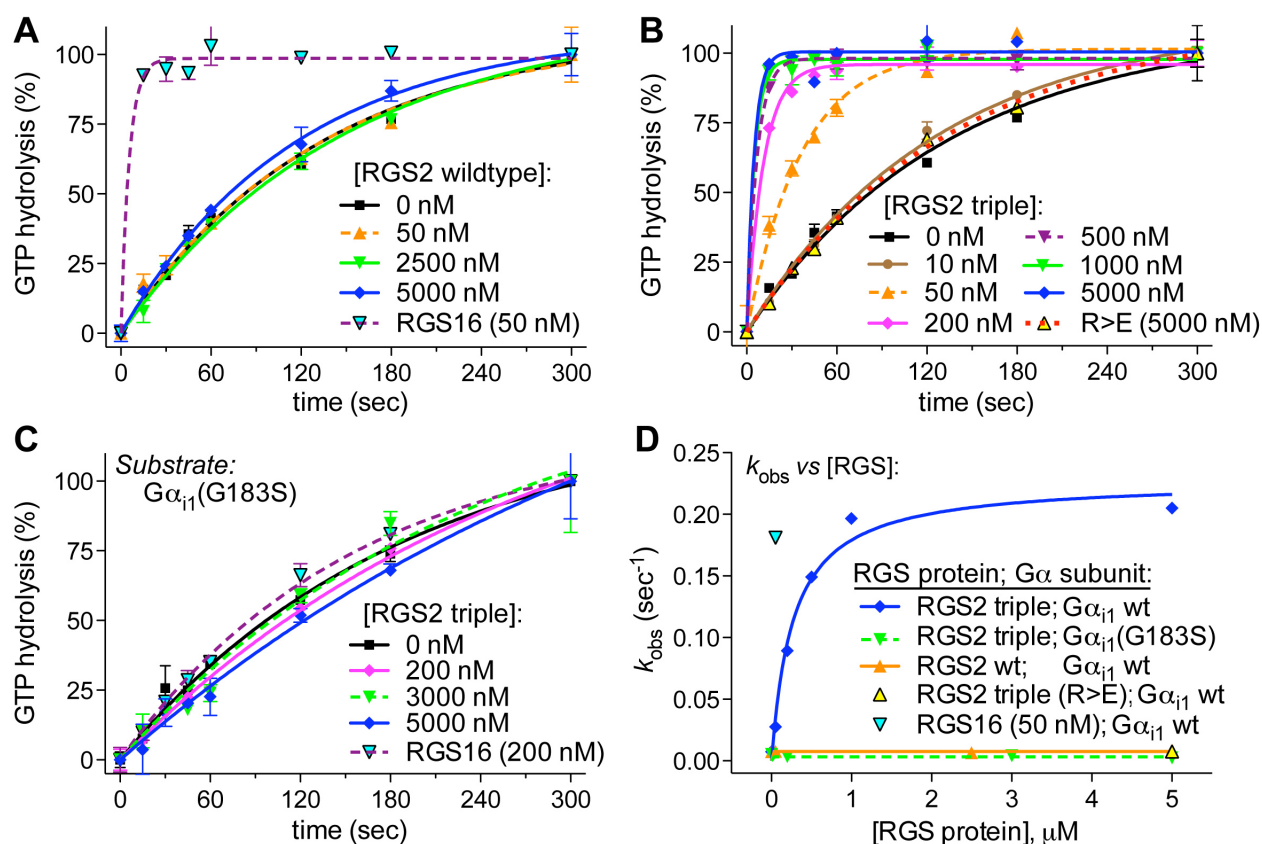 A
GTP hydrolysis (%)
100
75
50
25
0
[RGS2 wildtype]:
0 nM
50 nM
2500 nM
5000 nM
RGS16 (50 nM)
0 60 120 180 240 300
time (sec)
B
GTP hydrolysis (%)
100
75
50
25
0
[RGS2 triple]:
0 nM 500 nM
10 nM 1000 nM
50 nM 5000 nM
200 nM R>E (5000 nM)
0 60 120 180 240 300
time (sec)
C
Substrate:
Gαi1(G183S)
GTP hydrolysis (%)
100
75
50
25
0
[RGS2 triple]:
0 nM
200 nM
3000 nM
5000 nM
RGS16 (200 nM)
0 60 120 180 240 300
time (sec)
D
kobs vs [RGS]:
kobs (sec-1)
0.25
0.20
0.15
0.10
0.05
0.00
RGS protein; Gα subunit:
RGS2 triple; Gαi1 wt
RGS2 triple; Gαi1(G183S)
RGS2 wt; Gαi1 wt
RGS2 triple (R>E); Gαi1 wt
RGS16 (50 nM); Gαi1 wt
0 1 2 3 4 5
[RGS protein], μM